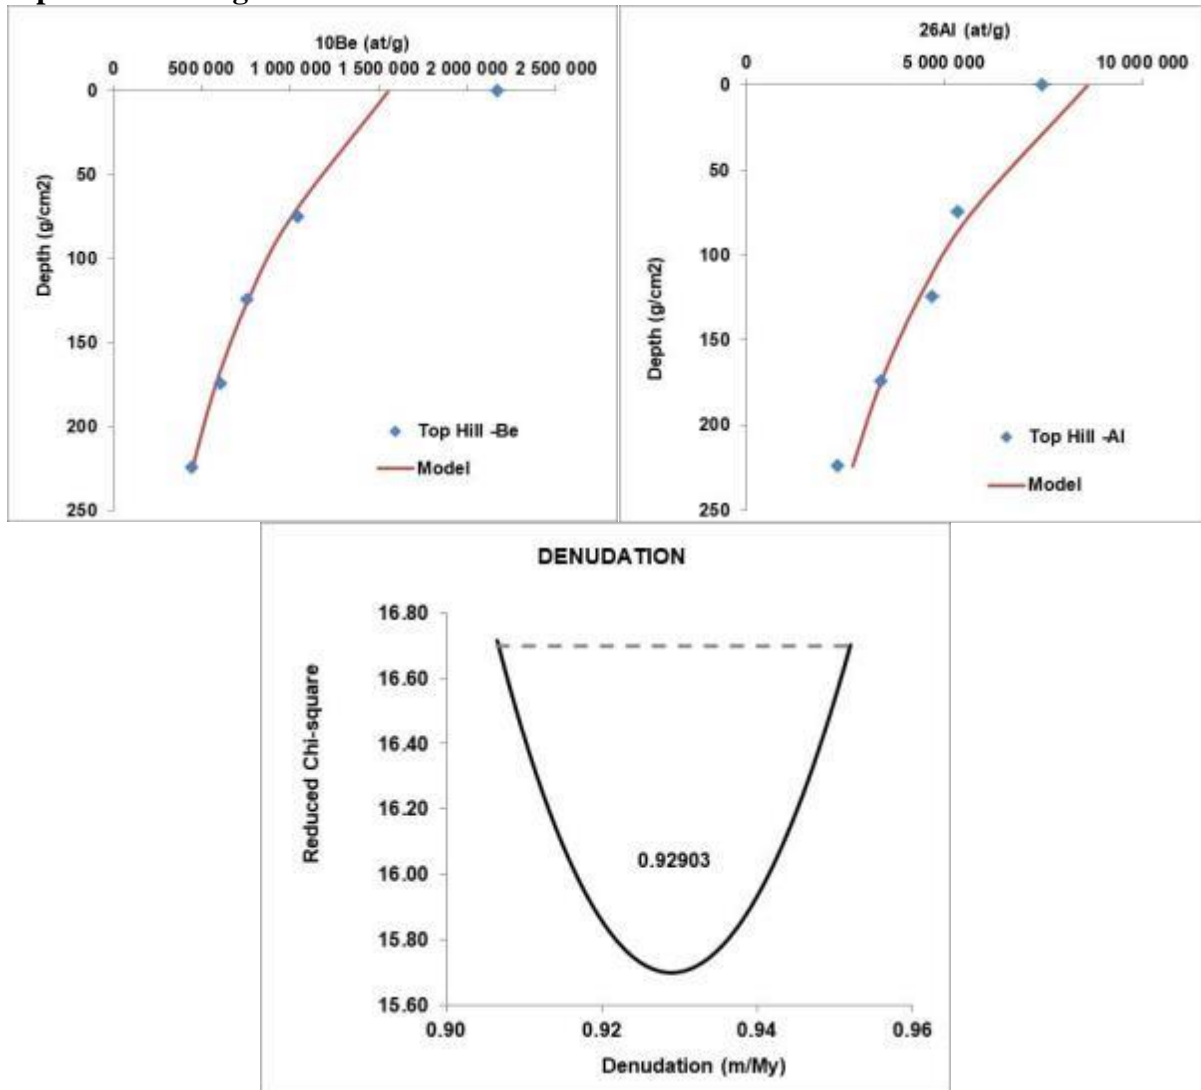 10Be (at/g)
0 500 000 1 000 000 1 500 000 2 000 000 2 500 000
0
50
100
150
200
250
Depth (g/cm2)
Top Hill -Be
Model
26Al (at/g)
0 5 000 000 10 000 000
0
50
100
150
200
250
Depth (g/cm2)
Top Hill -Al
Model
DENUDATION
16.80
16.60
16.40
16.20
16.00
15.80
15.60
Reduced Chi-square
0.92903
0.90 0.92 0.94 0.96
Denudation (m/My)